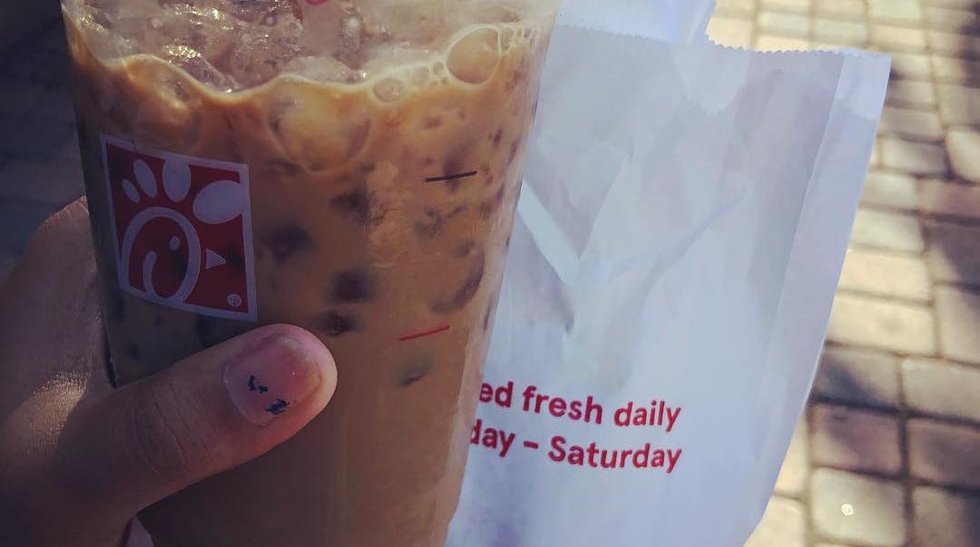 ed fresh daily
day – Saturday